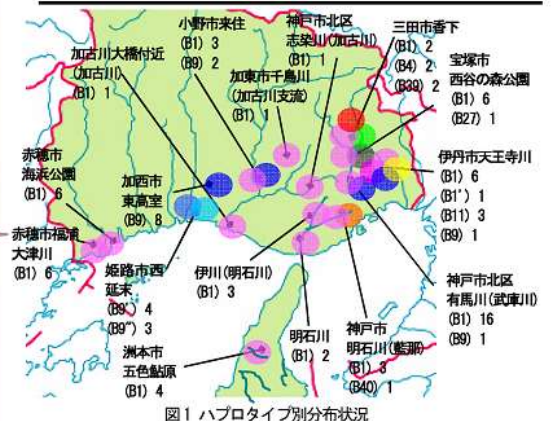 小野市来住
(B1) 3
(B9) 2
神戸市北区
志染川(加古川)
(B1) 1
三田市香下
(B1) 2
(B4) 2
(B39) 2
加古川大橋付近
(加古川)
(B1) 1
加東市千鳥川
(加古川支流)
(B1) 1
宝塚市
西谷の森公園
(B1) 6
(B27) 1
赤穂市
海浜公園
(B1) 6
加西市
東高室
(B9) 8
伊丹市天王寺川
(B1) 6
(B1') 1
(B11) 3
(B9) 1
赤穂市福浦
大津川
(B1) 6
姫路市西
延末
(B9') 4
(B9") 3
伊川(明石川)
(B1) 3
神戸市北区
有馬川(武庫川)
(B1) 16
(B9) 1
洲本市
五色鮎原
(B1) 4
明石川
(B1) 2
神戸市
明石川(藍那)
(B1) 3
(B40) 1
図1 ハプロタイプ別分布状況